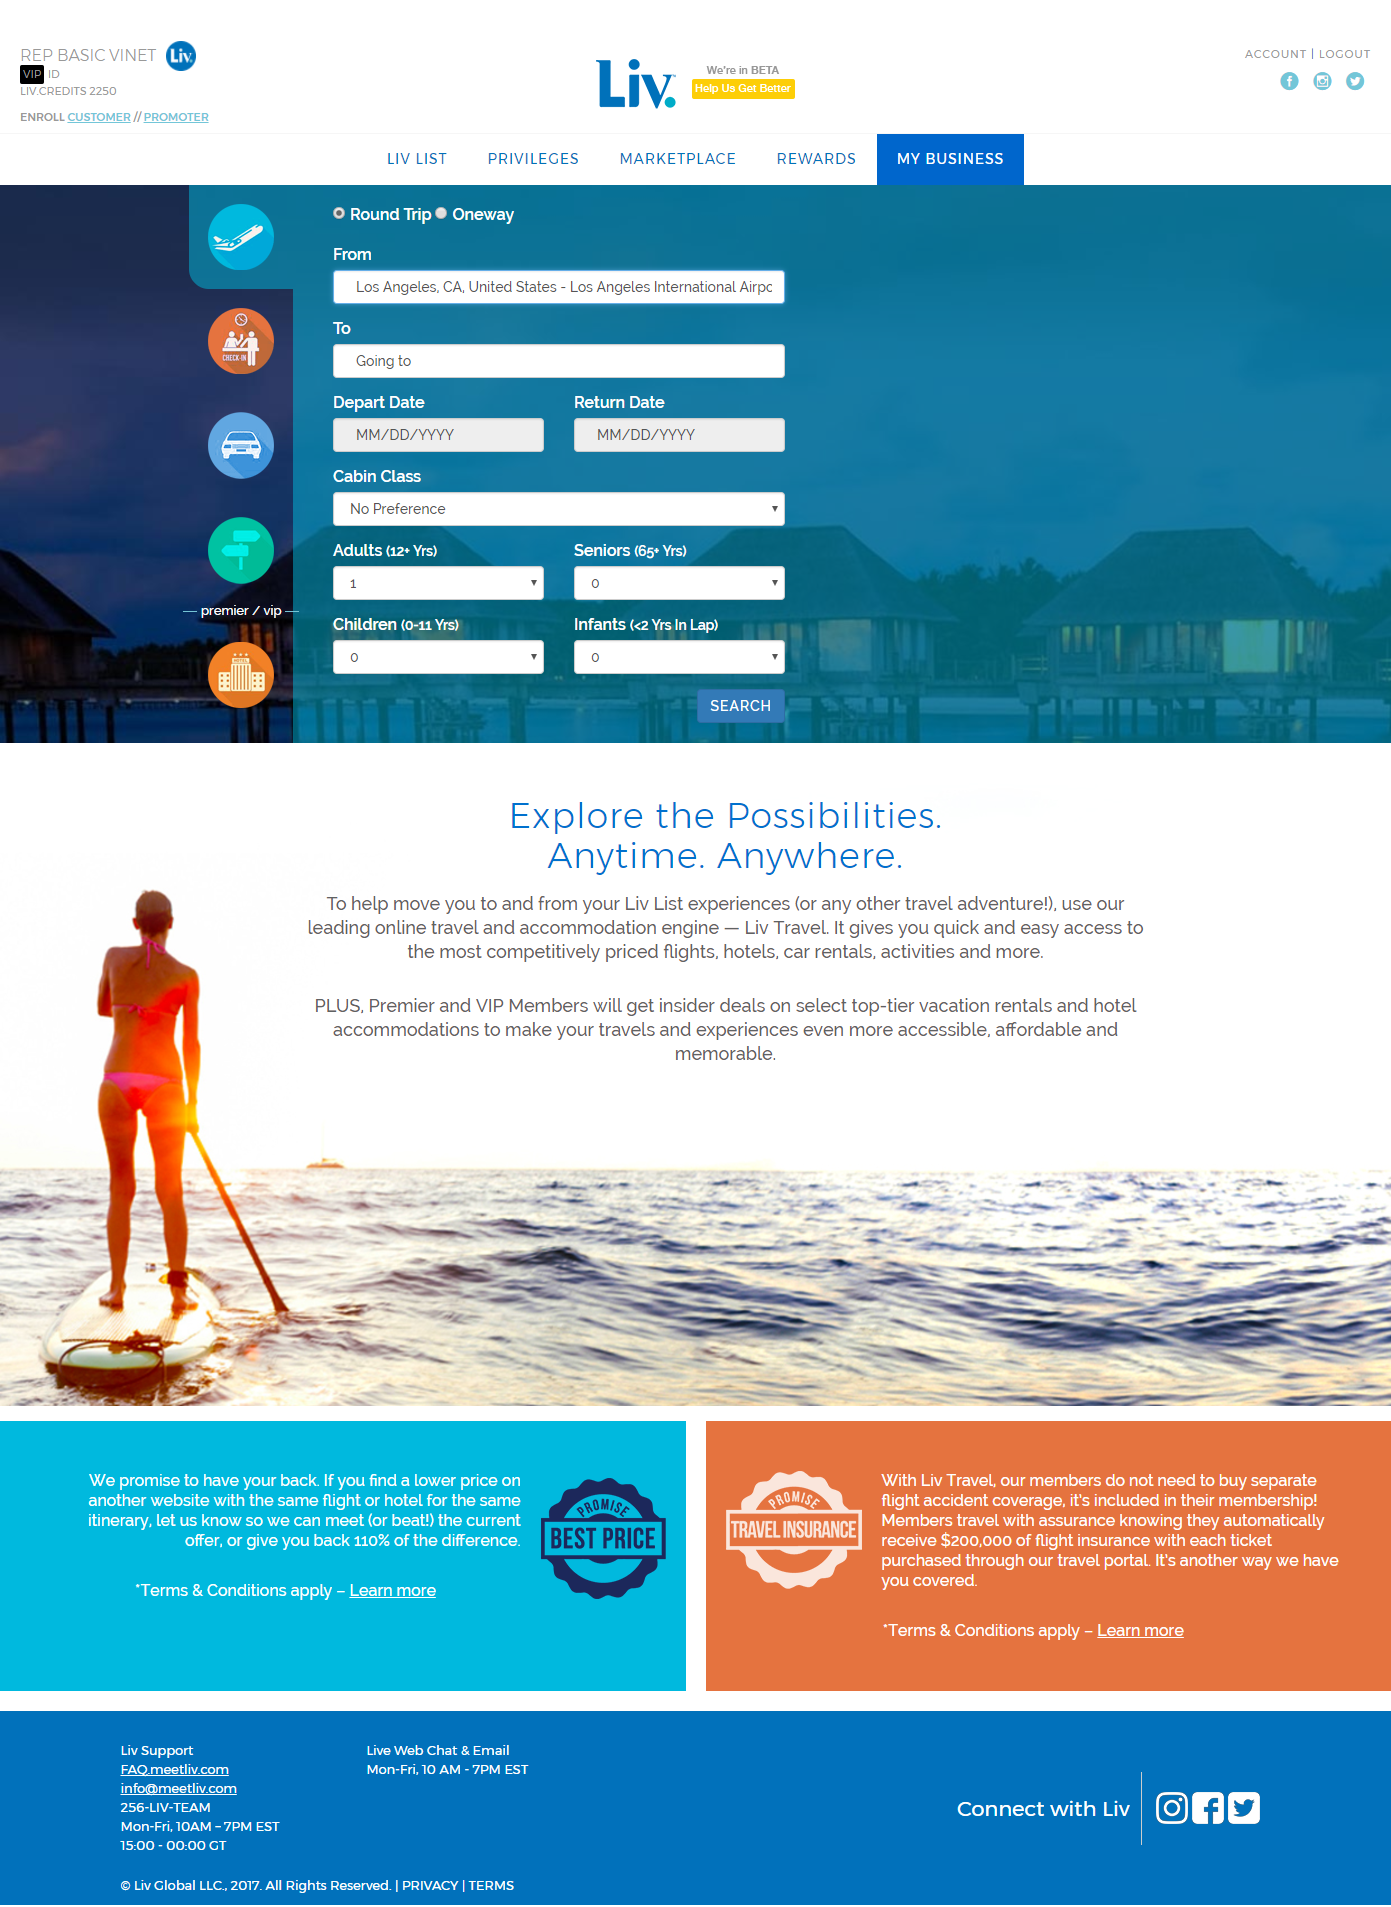 REP BASIC VINET
Liv.
VIP ID
LIV.CREDITS 2250
ENROLL CUSTOMER // PROMOTER
Liv.
We're in BETA
Help Us Get Better
ACCOUNT | LOGOUT
LIV LIST
PRIVILEGES
MARKETPLACE
REWARDS
MY BUSINESS
CHECK-IN
premier / vip
HOTEL
Round Trip Oneway
From
Los Angeles, CA, United States - Los Angeles International Airpo
To
Going to
Depart Date
Return Date
MM/DD/YYYY
MM/DD/YYYY
Cabin Class
No Preference
Adults (12+ Yrs)
Seniors (65+ Yrs)
1
0
Children (0-11 Yrs)
Infants (<2 Yrs In Lap)
0
0
SEARCH
Explore the Possibilities.
Anytime. Anywhere.
To help move you to and from your Liv List experiences (or any other travel adventure!), use our
leading online travel and accommodation engine — Liv Travel. It gives you quick and easy access to
the most competitively priced flights, hotels, car rentals, activities and more.
PLUS, Premier and VIP Members will get insider deals on select top-tier vacation rentals and hotel
accommodations to make your travels and experiences even more accessible, affordable and
memorable.
We promise to have your back. If you find a lower price on
another website with the same flight or hotel for the same
itinerary, let us know so we can meet (or beat!) the current
offer, or give you back 110% of the difference.
*Terms & Conditions apply – Learn more
PROMISE
BEST PRICE
PROMISE
TRAVEL INSURANCE
With Liv Travel, our members do not need to buy separate
flight accident coverage, it's included in their membership!
Members travel with assurance knowing they automatically
receive $200,000 of flight insurance with each ticket
purchased through our travel portal. It's another way we have
you covered.
*Terms & Conditions apply – Learn more
Liv Support
FAQ.meetliv.com
info@meetliv.com
256-LIV-TEAM
Mon-Fri, 10AM – 7PM EST
15:00 - 00:00 GT
Live Web Chat & Email
Mon-Fri, 10 AM - 7PM EST
Connect with Liv
© Liv Global LLC., 2017. All Rights Reserved. | PRIVACY | TERMS